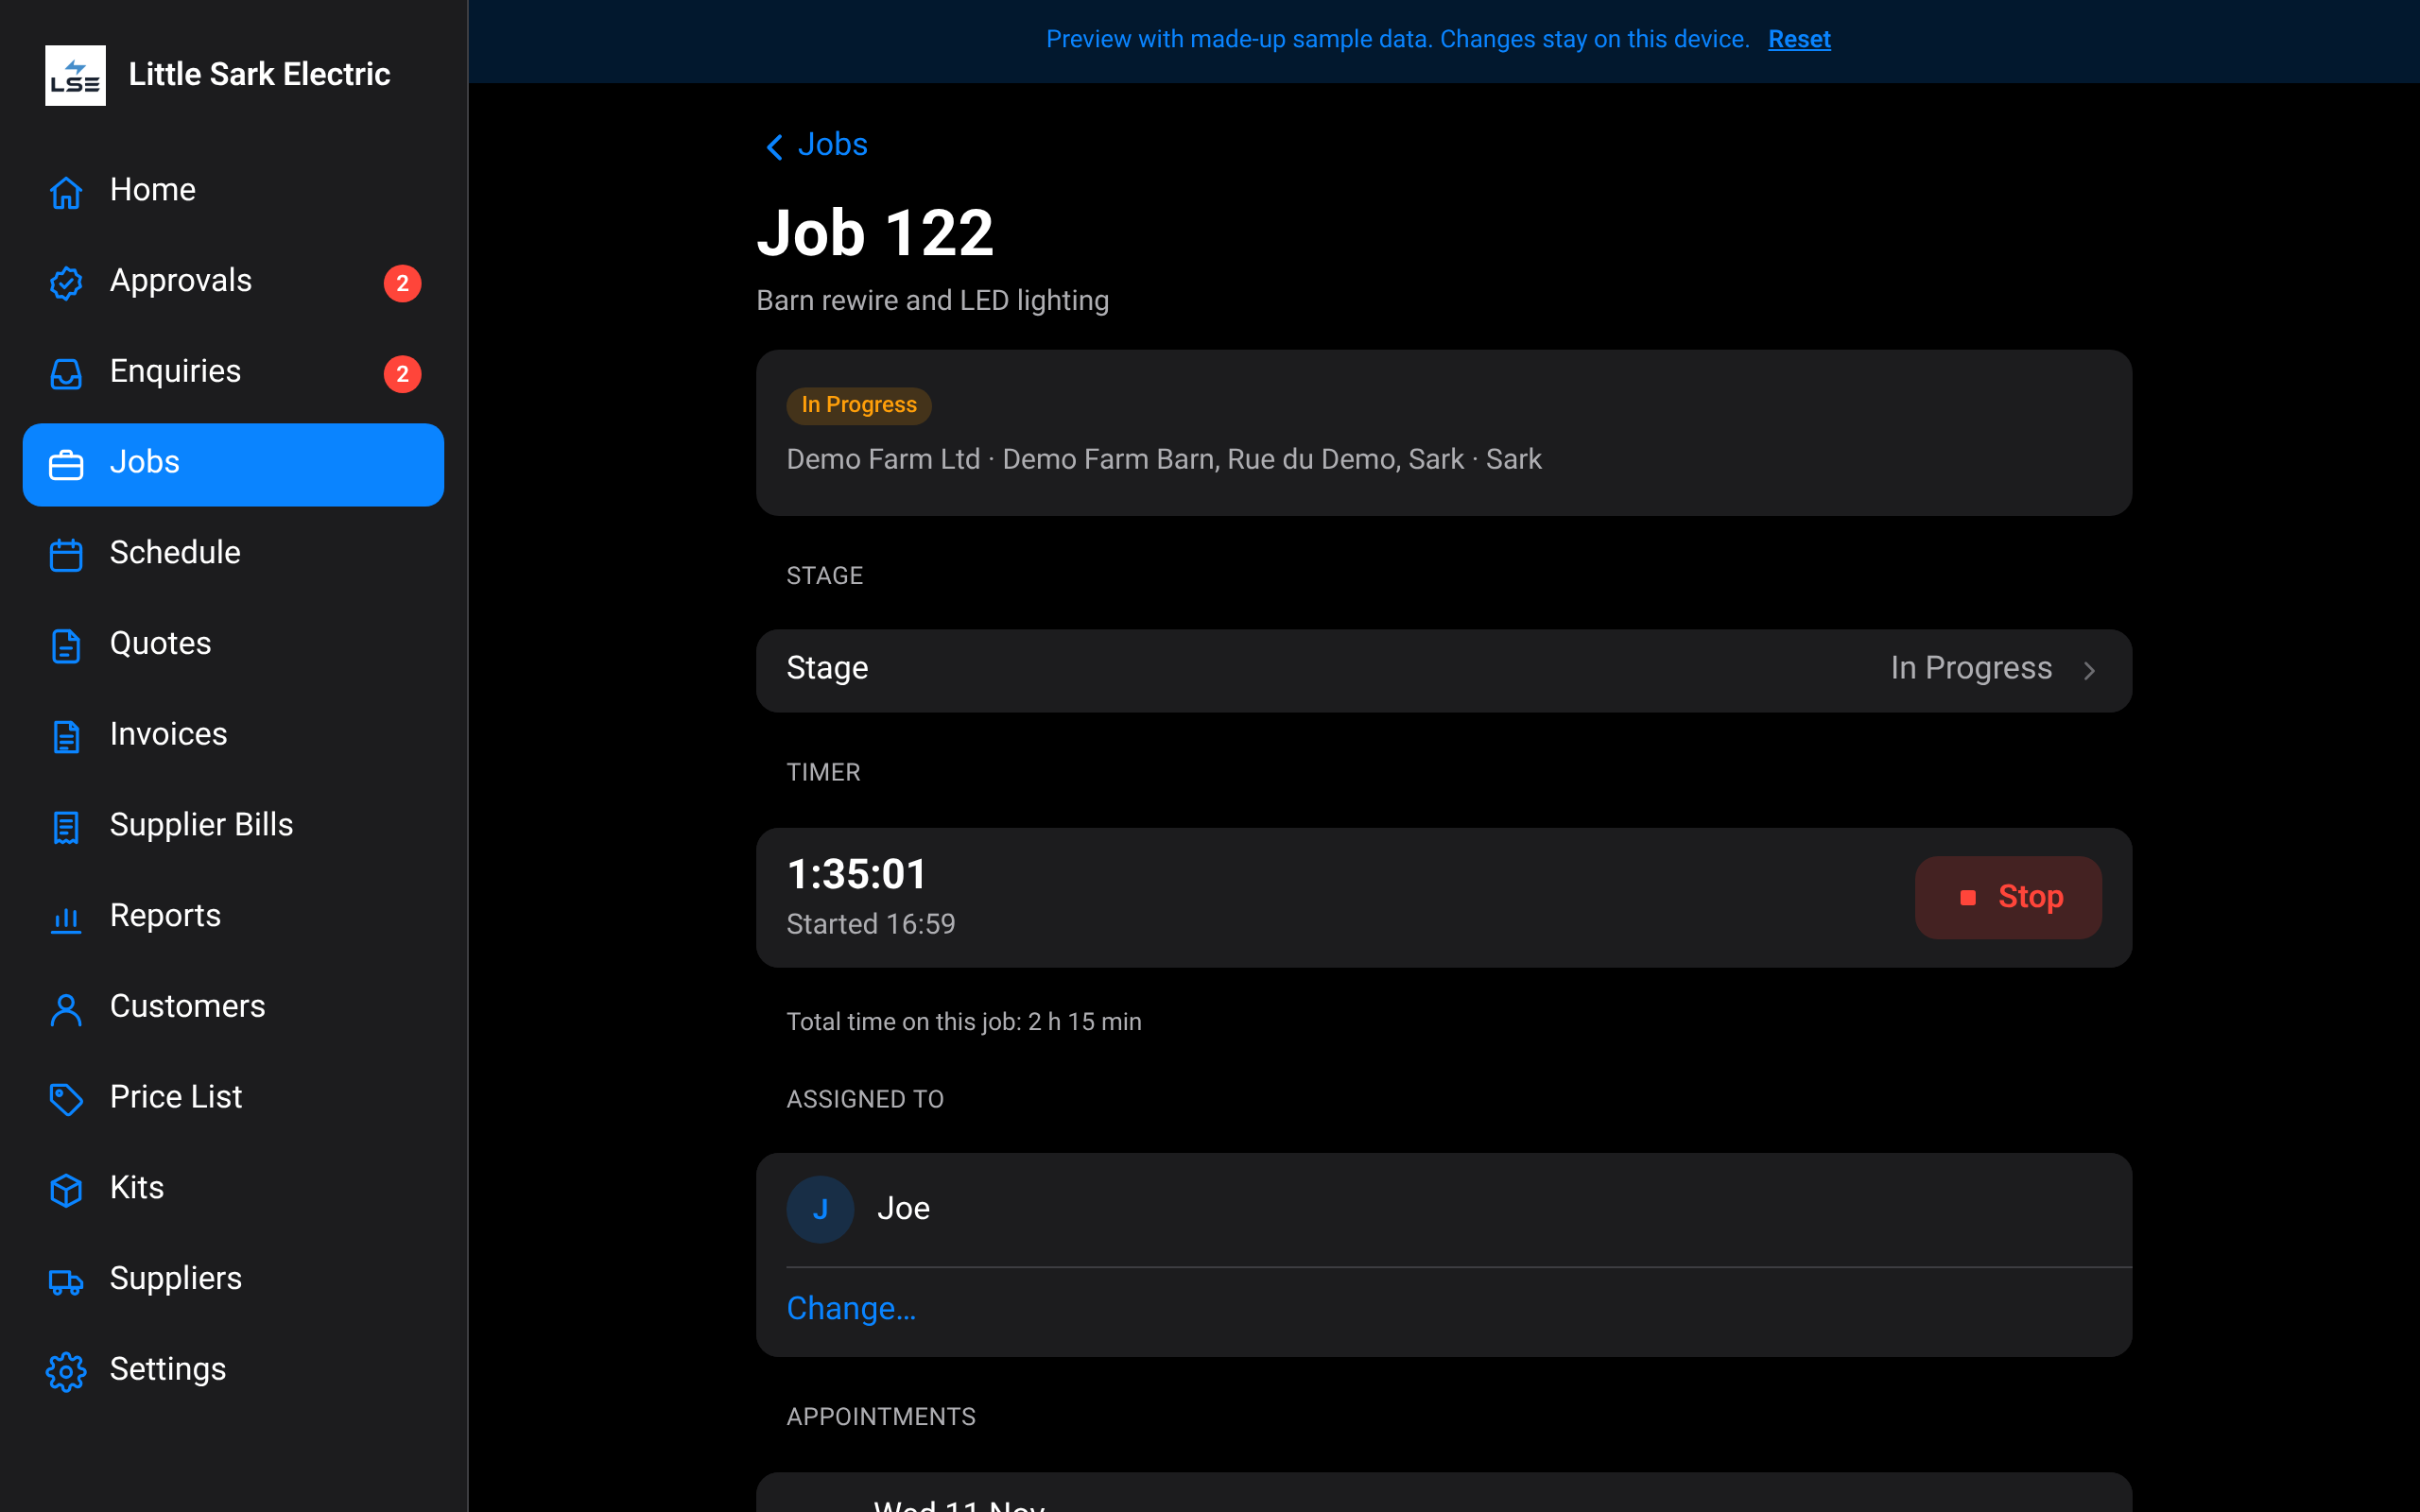 Preview with made-up sample data. Changes stay on this device. Reset
LSE
Little Sark Electric
Home
Approvals 2
Enquiries 2
Jobs
Schedule
Quotes
Invoices
Supplier Bills
Reports
Customers
Price List
Kits
Suppliers
Settings
Jobs
Job 122
Barn rewire and LED lighting
In Progress
Demo Farm Ltd · Demo Farm Barn, Rue du Demo, Sark · Sark
STAGE
Stage In Progress
TIMER
1:35:01
Started 16:59
Stop
Total time on this job: 2 h 15 min
ASSIGNED TO
J Joe
Change...
APPOINTMENTS
Wed 11 Nov